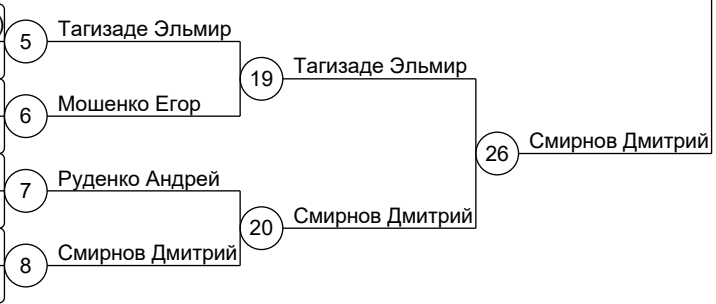 5 Тагизаде Эльмир
19 Тагизаде Эльмир
6 Мошенко Егор
26 Смирнов Дмитрий
7 Руденко Андрей
20 Смирнов Дмитрий
8 Смирнов Дмитрий